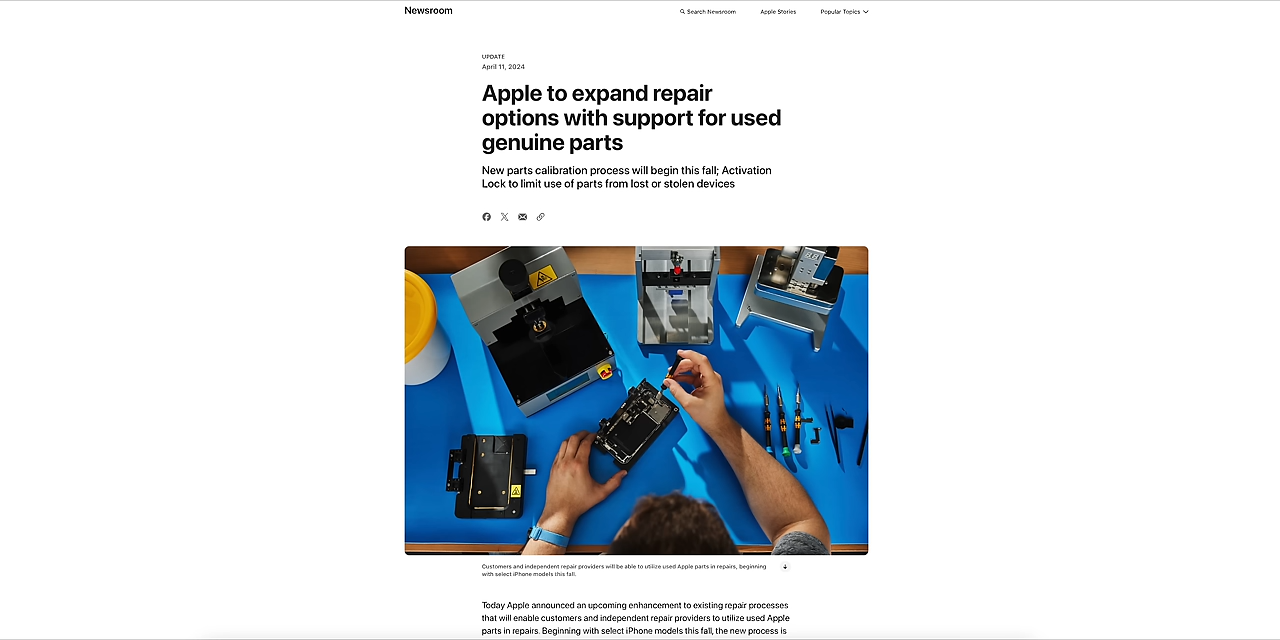 Newsroom
Search Newsroom
Apple Stories
Popular Topics
UPDATE
April 11, 2024
Apple to expand repair
options with support for used
genuine parts
New parts calibration process will begin this fall; Activation
Lock to limit use of parts from lost or stolen devices
Customers and independent repair providers will be able to utilize used Apple parts in repairs, beginning
with select iPhone models this fall.
Today Apple announced an upcoming enhancement to existing repair processes
that will enable customers and independent repair providers to utilize used Apple
parts in repairs. Beginning with select iPhone models this fall, the new process is